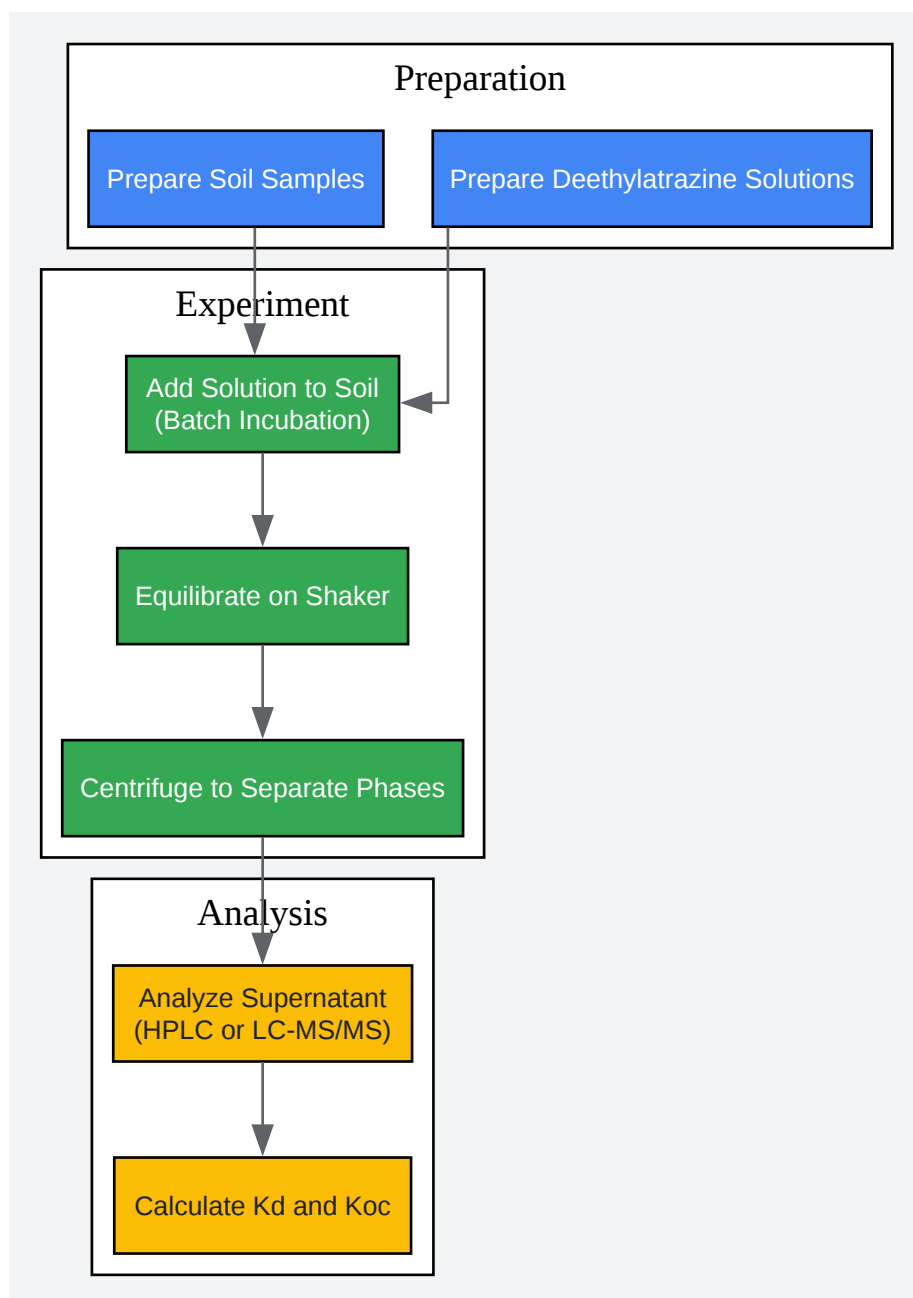 Preparation
Prepare Soil Samples
Prepare Deethylatrazine Solutions
Experiment
Add Solution to Soil
(Batch Incubation)
Equilibrate on Shaker
Centrifuge to Separate Phases
Analysis
Analyze Supernatant
(HPLC or LC-MS/MS)
Calculate Kd and Koc